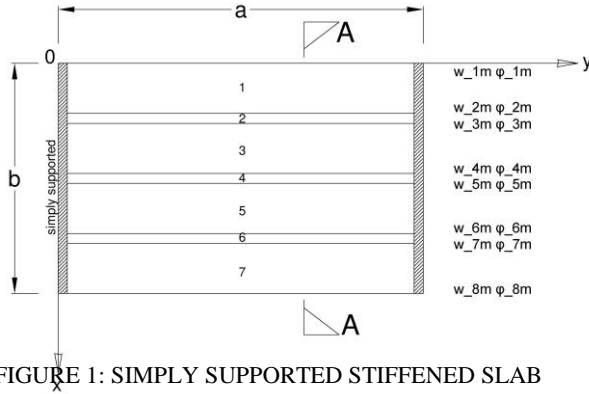 a
A
0
y
w_1m φ_1m
1
w_2m φ_2m
2
w_3m φ_3m
3
w_4m φ_4m
4
w_5m φ_5m
b
simply supported
5
w_6m φ_6m
6
w_7m φ_7m
7
w_8m φ_8m
A
x
FIGURE 1: SIMPLY SUPPORTED STIFFENED SLAB